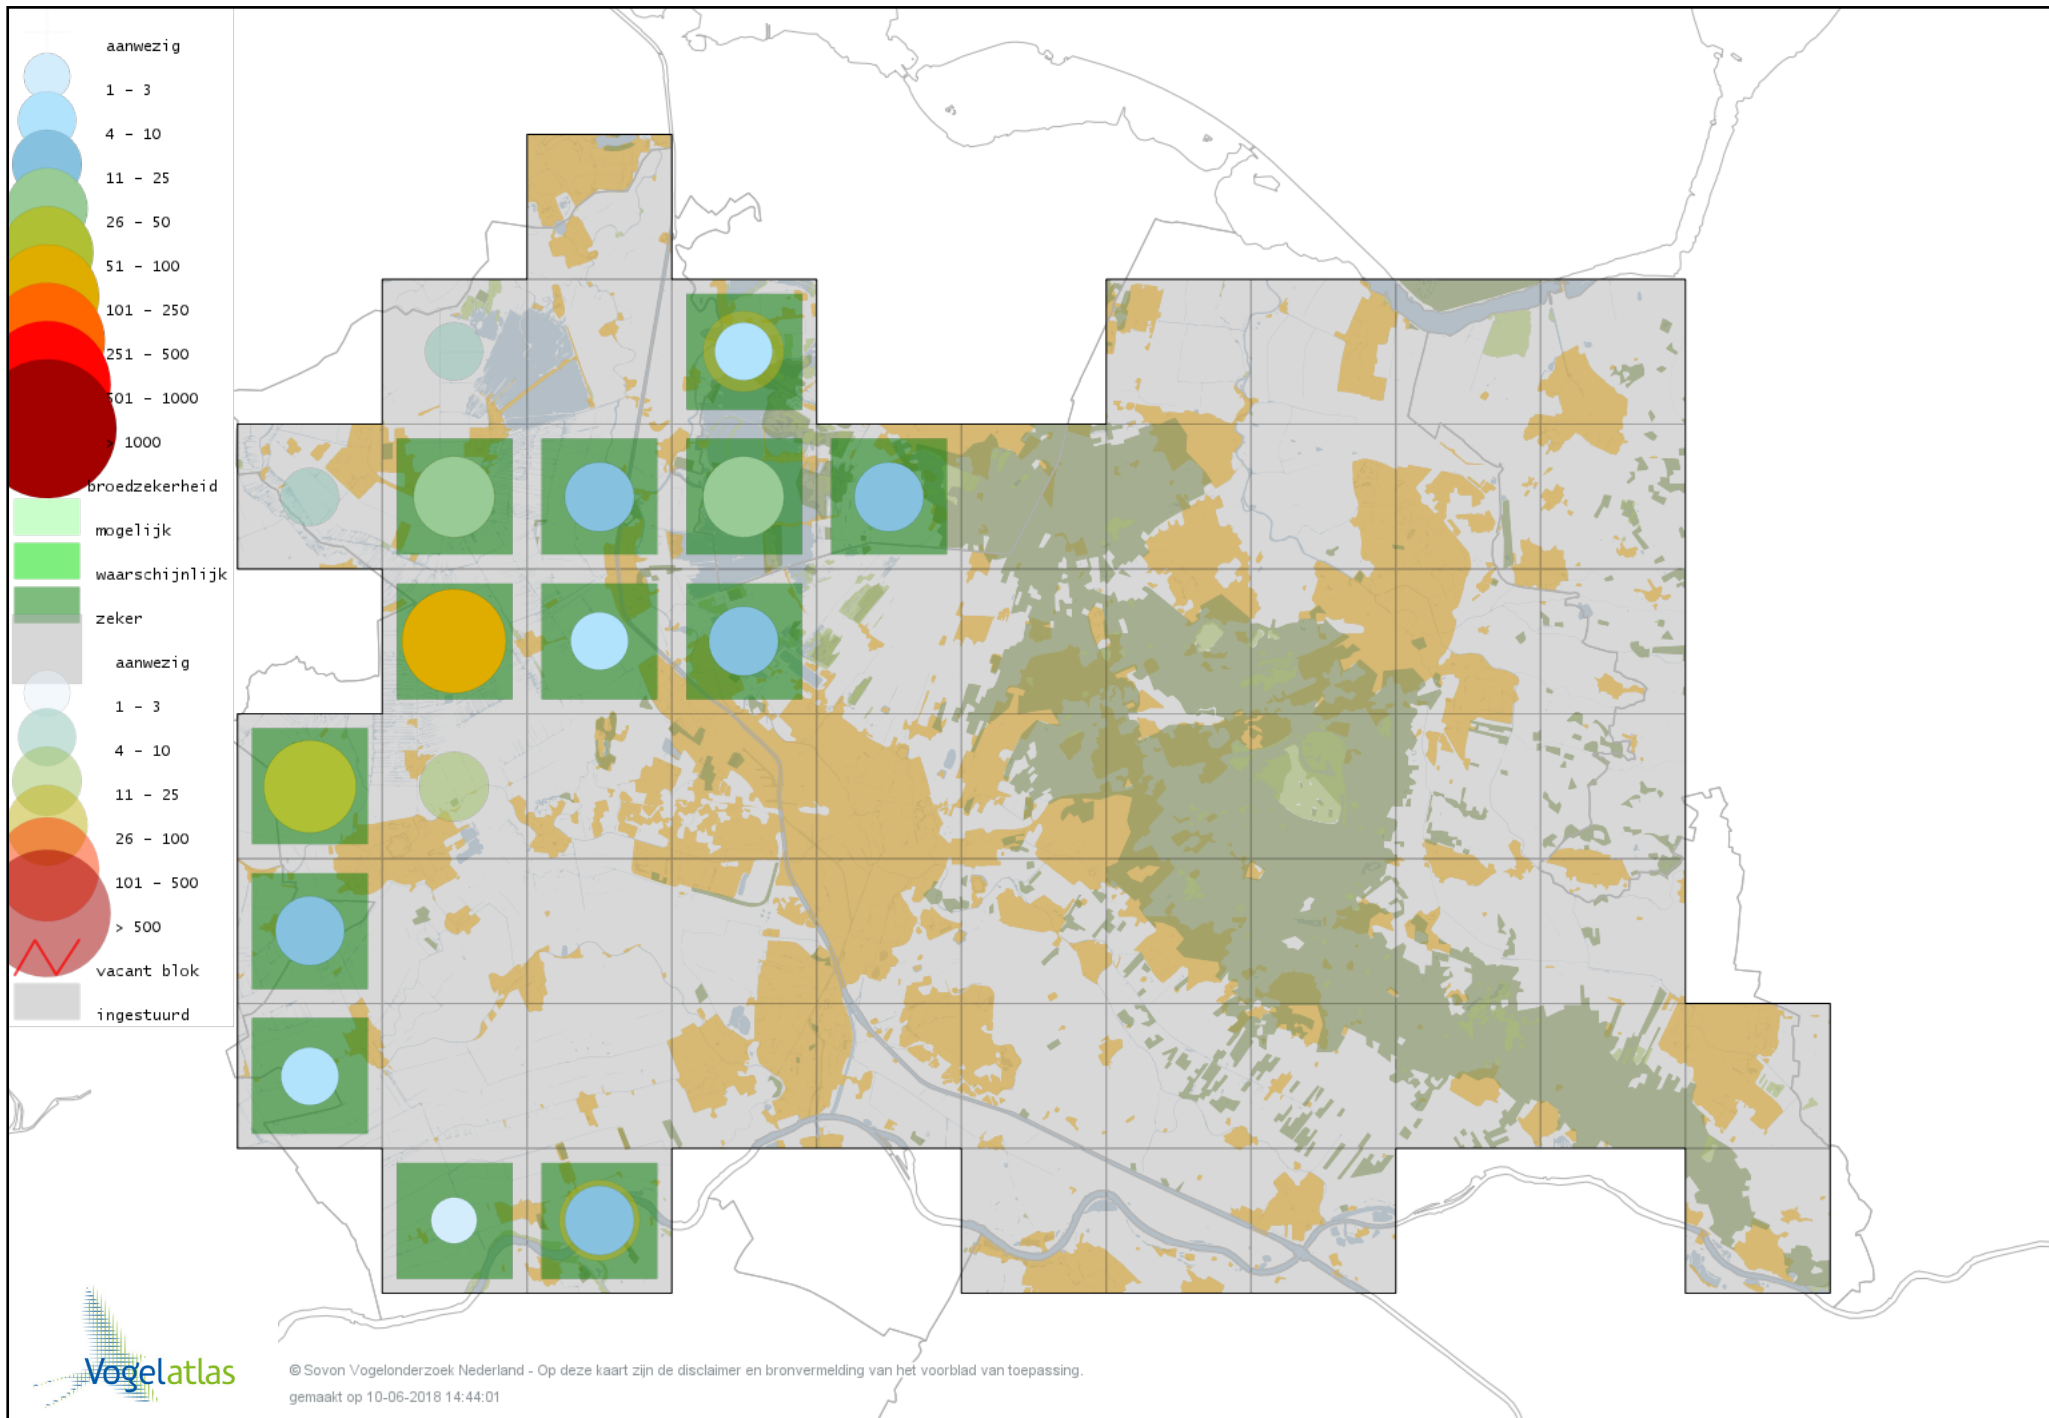 aanwezig
1 - 3
4 - 10
11 - 25
26 - 50
51 - 100
101 - 250
251 - 500
501 - 1000
> 1000
broedzekerheid
mogelijk
waarschijnlijk
zeker
aanwezig
1 - 3
4 - 10
11 - 25
26 - 100
101 - 500
> 500
vacant blok
ingestuurd
Vogelatlas
© Sovon Vogelonderzoek Nederland - Op deze kaart zijn de disclaimer en bronvermelding van het voorblad van toepassing.
gemaakt op 10-06-2018 14:44:01